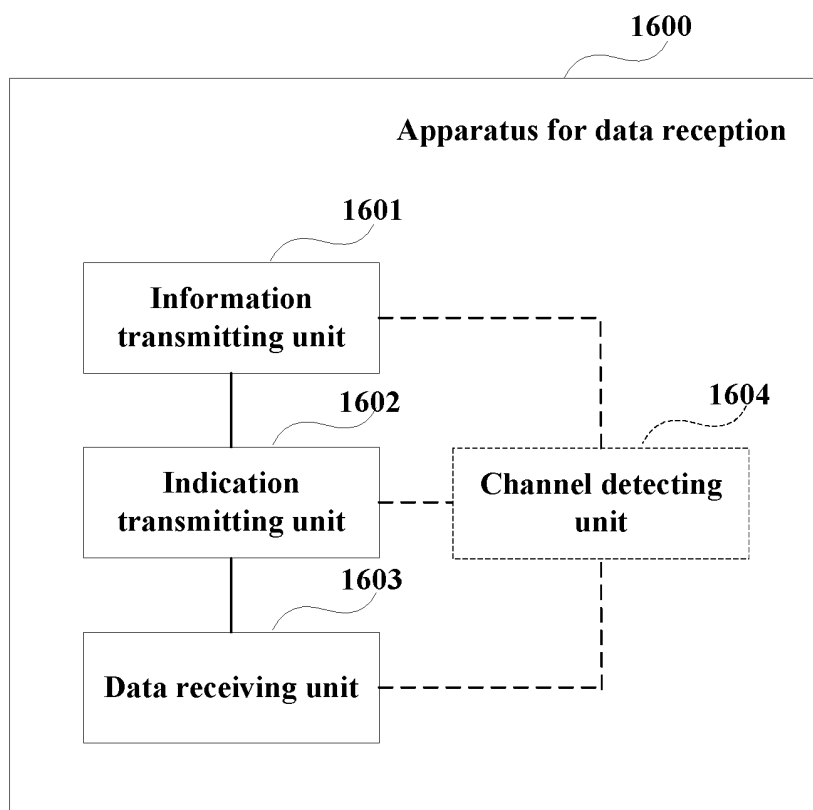 1600
Apparatus for data reception
1601
Information
transmitting unit
1602
Indication
transmitting unit
1604
Channel detecting
unit
1603
Data receiving unit